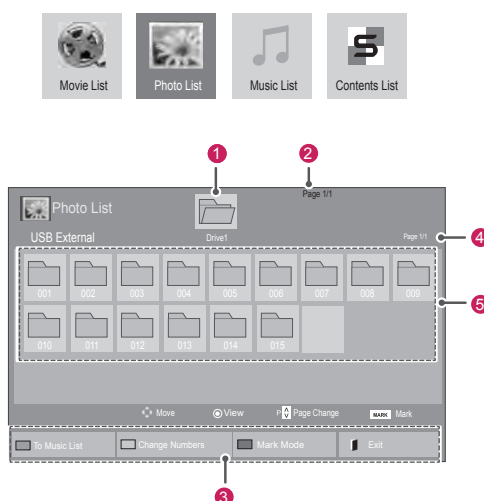 Movie List
Photo List
Music List
Contents List
1
2
Page 1/1
Photo List
USB External
Drive1
Page 1/1
4
001 002 003 004 005 006 007 008 009
5
010 011 012 013 014 015
Move
View
P Page Change
MARK Mark
To Music List
Change Numbers
Mark Mode
Exit
3